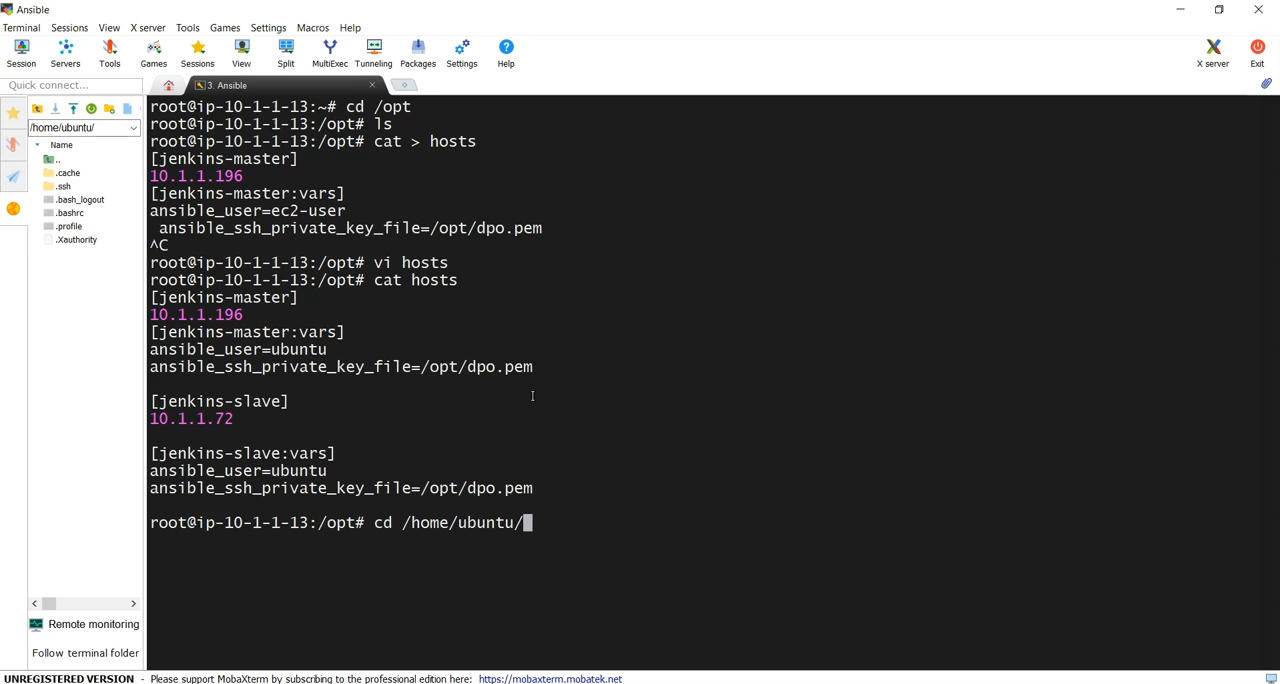 Ansible
Terminal Sessions View X server Tools Games Settings Macros Help
Session Servers Tools Games Sessions View Split MultiExec Tunneling Packages Settings Help X server Exit
Quick connect...
3. Ansible
/home/ubuntu/
Name
..
.cache
.ssh
.bash_logout
.bashrc
.profile
.Xauthority
Remote monitoring
Follow terminal folder
root@ip-10-1-1-13:~# cd /opt
root@ip-10-1-1-13:/opt# ls
root@ip-10-1-1-13:/opt# cat > hosts
[jenkins-master]
10.1.1.196
[jenkins-master:vars]
ansible_user=ec2-user
 ansible_ssh_private_key_file=/opt/dpo.pem
^C
root@ip-10-1-1-13:/opt# vi hosts
root@ip-10-1-1-13:/opt# cat hosts
[jenkins-master]
10.1.1.196
[jenkins-master:vars]
ansible_user=ubuntu
ansible_ssh_private_key_file=/opt/dpo.pem
[jenkins-slave]
10.1.1.72
[jenkins-slave:vars]
ansible_user=ubuntu
ansible_ssh_private_key_file=/opt/dpo.pem
root@ip-10-1-1-13:/opt# cd /home/ubuntu/
UNREGISTERED VERSION - Please support MobaXterm by subscribing to the professional edition here: https://mobaxterm.mobatek.net